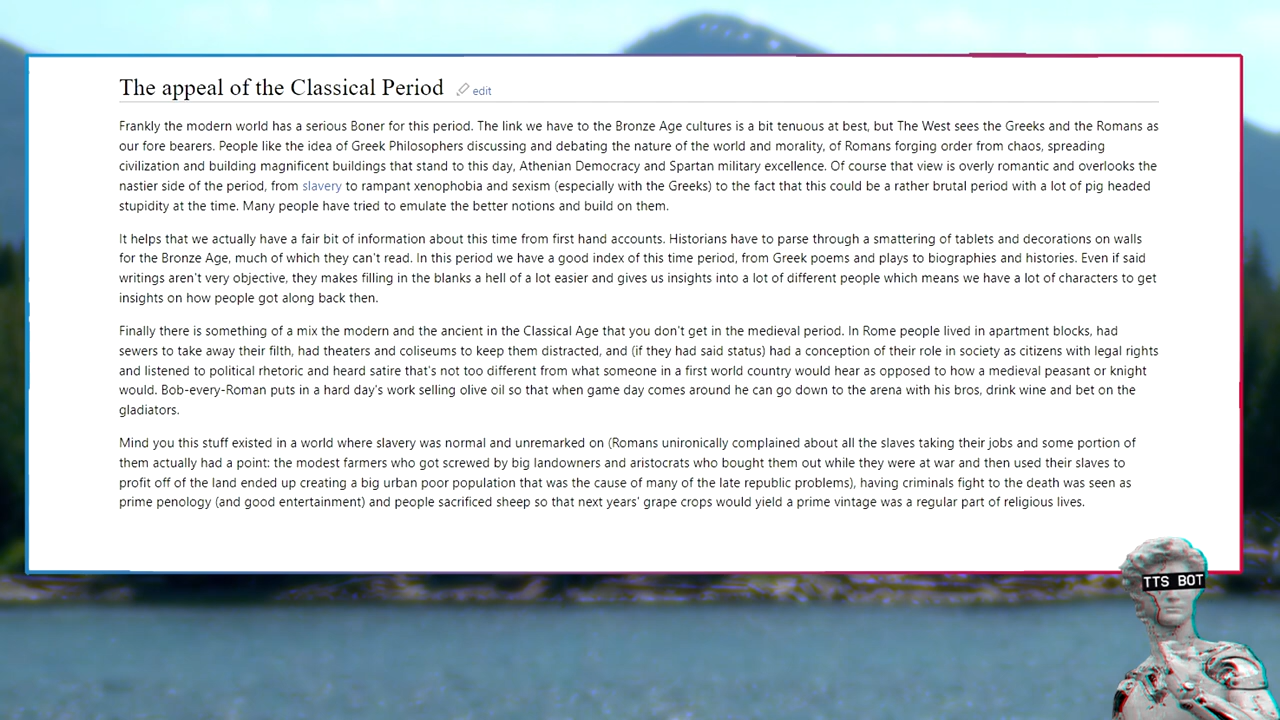 The appeal of the Classical Period edit
Frankly the modern world has a serious Boner for this period. The link we have to the Bronze Age cultures is a bit tenuous at best, but The West sees the Greeks and the Romans as
our fore bearers. People like the idea of Greek Philosophers discussing and debating the nature of the world and morality, of Romans forging order from chaos, spreading
civilization and building magnificent buildings that stand to this day, Athenian Democracy and Spartan military excellence. Of course that view is overly romantic and overlooks the
nastier side of the period, from slavery to rampant xenophobia and sexism (especially with the Greeks) to the fact that this could be a rather brutal period with a lot of pig headed
stupidity at the time. Many people have tried to emulate the better notions and build on them.
It helps that we actually have a fair bit of information about this time from first hand accounts. Historians have to parse through a smattering of tablets and decorations on walls
for the Bronze Age, much of which they can't read. In this period we have a good index of this time period, from Greek poems and plays to biographies and histories. Even if said
writings aren't very objective, they makes filling in the blanks a hell of a lot easier and gives us insights into a lot of different people which means we have a lot of characters to get
insights on how people got along back then.
Finally there is something of a mix the modern and the ancient in the Classical Age that you don't get in the medieval period. In Rome people lived in apartment blocks, had
sewers to take away their filth, had theaters and coliseums to keep them distracted, and (if they had said status) had a conception of their role in society as citizens with legal rights
and listened to political rhetoric and heard satire that's not too different from what someone in a first world country would hear as opposed to how a medieval peasant or knight
would. Bob-every-Roman puts in a hard day's work selling olive oil so that when game day comes around he can go down to the arena with his bros, drink wine and bet on the
gladiators.
Mind you this stuff existed in a world where slavery was normal and unremarked on (Romans unironically complained about all the slaves taking their jobs and some portion of
them actually had a point: the modest farmers who got screwed by big landowners and aristocrats who bought them out while they were at war and then used their slaves to
profit off of the land ended up creating a big urban poor population that was the cause of many of the late republic problems), having criminals fight to the death was seen as
prime penology (and good entertainment) and people sacrificed sheep so that next years' grape crops would yield a prime vintage was a regular part of religious lives.
TTS BOT